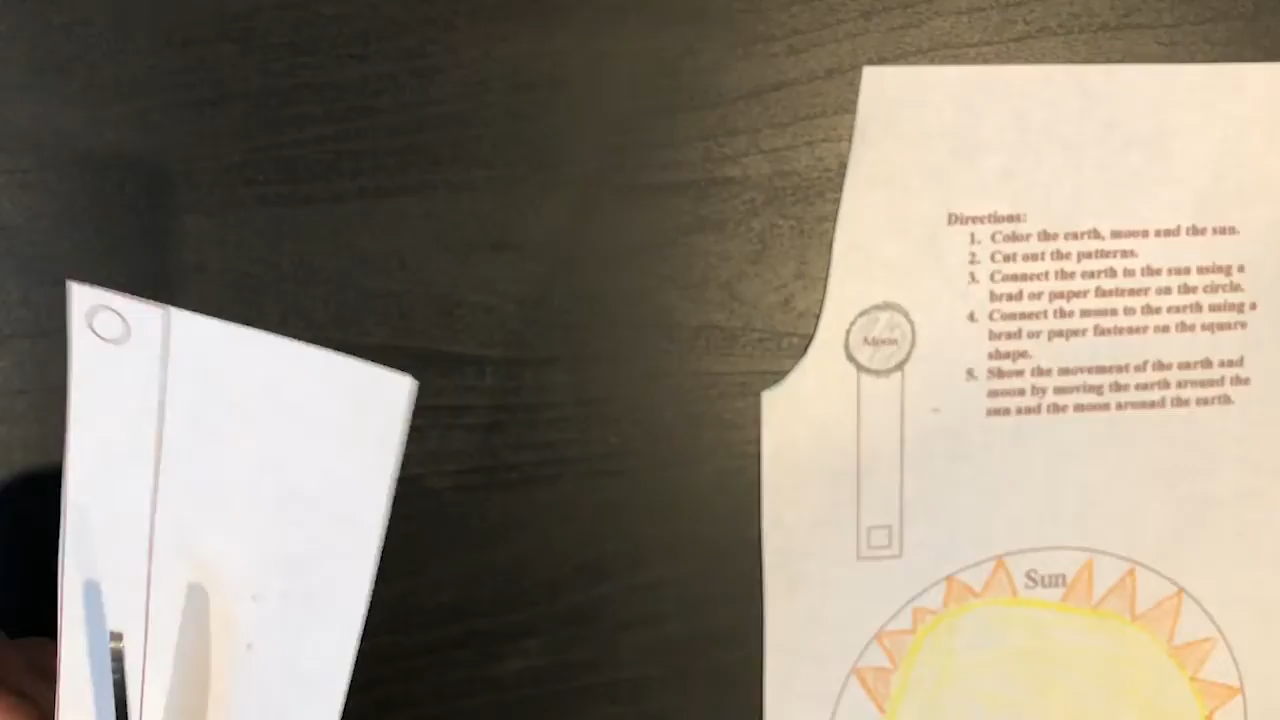 Directions:
1. Color the earth, moon and the sun.
2. Cut out the patterns.
3. Connect the earth to the sun using a
brad or paper fastener on the circle.
4. Connect the moon to the earth using a
brad or paper fastener on the square
shape.
5. Show the movement of the earth and
moon by moving the earth around the
sun and the moon around the earth.
Moon
Sun